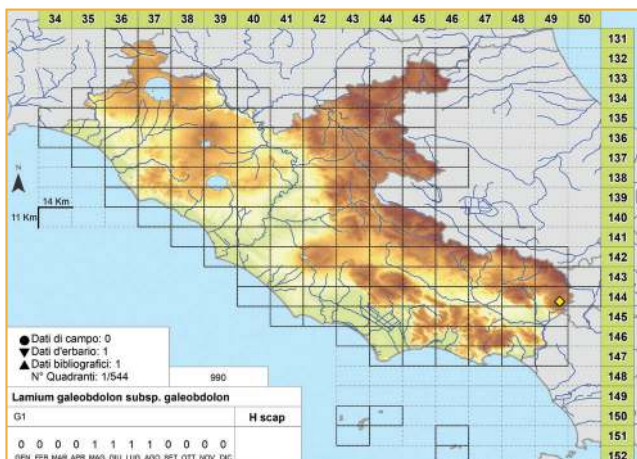 34 35 36 37 38 39 40 41 42 43 44 45 46 47 48 49 50
131
132
133
134
135
136
137
138
139
140
141
142
143
144
145
146
147
148
149
150
151
152
N
14 Km
11 Km
Dati di campo: 0
Dati d'erbario: 1
Dati bibliografici: 1
N° Quadranti: 1/544
990
Lamium galeobdolon subsp. galeobdolon
G1 H scap
0 0 0 0 1 1 1 1 0 0 0 0
GEN FEB MAR APR MAG GIU LUG AGO SET OTT NOV DIC